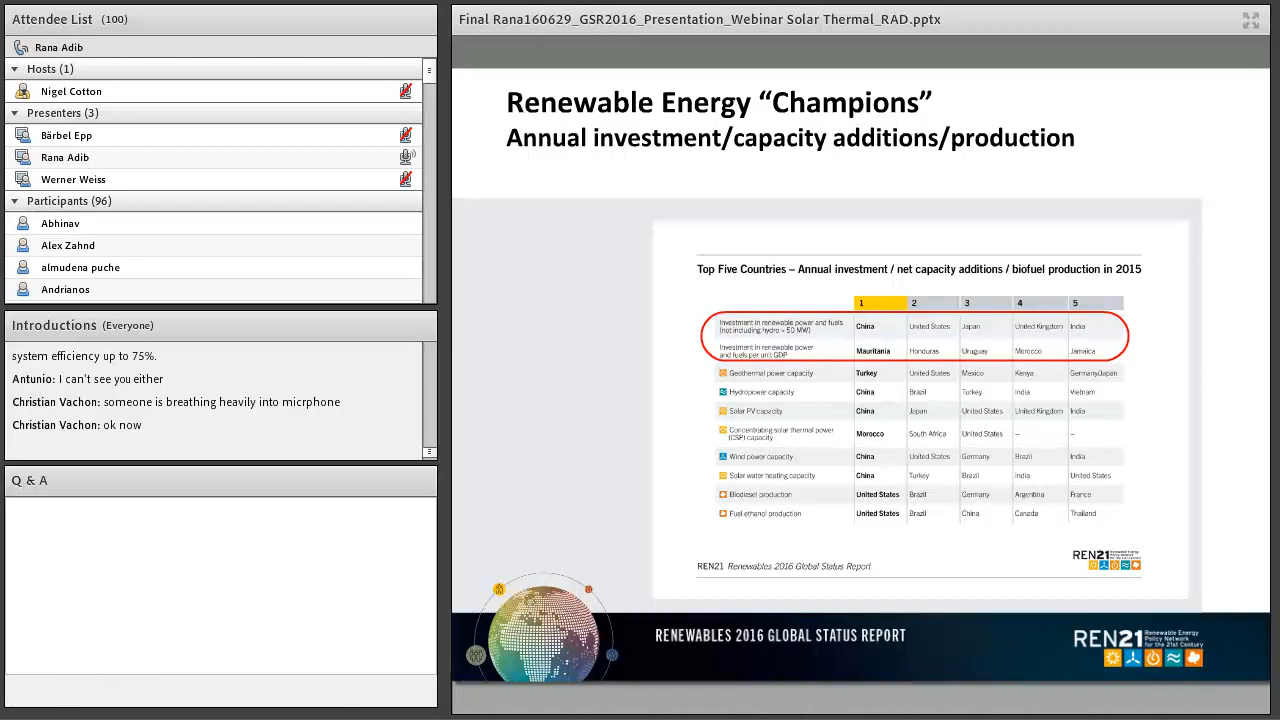 Attendee List (100)
Rana Adib
Hosts (1)
Nigel Cotton
Presenters (3)
Bärbel Epp
Rana Adib
Werner Weiss
Participants (96)
Abhinav
Alex Zahnd
almudena puche
Andrianos
Introductions (Everyone)
system efficiency up to 75%.
Antunio: I can't see you either
Christian Vachon: someone is breathing heavily into micrphone
Christian Vachon: ok now
Q & A
Final Rana160629_GSR2016_Presentation_Webinar Solar Thermal_RAD.pptx
Renewable Energy “Champions”
Annual investment/capacity additions/production
Top Five Countries – Annual investment / net capacity additions / biofuel production in 2015
1 2 3 4 5
Investment in renewable power and fuels
(not including hydro > 50 MW) China United States Japan United Kingdom India
Investment in renewable power
and fuels per unit GDP Mauritania Honduras Uruguay Morocco Jamaica
Geothermal power capacity Turkey United States Mexico Kenya Germany/Japan
Hydropower capacity China Brazil Turkey India Vietnam
Solar PV capacity China Japan United States United Kingdom India
Concentrating solar thermal power
(CSP) capacity Morocco South Africa United States – –
Wind power capacity China United States Germany Brazil India
Solar water heating capacity China Turkey Brazil India United States
Biodiesel production United States Brazil Germany Argentina France
Fuel ethanol production United States Brazil China Canada Thailand
REN21 Renewables 2016 Global Status Report
REN21 Renewable Energy
Policy Network
for the 21st Century
RENEWABLES 2016 GLOBAL STATUS REPORT
REN21 Renewable Energy
Policy Network
for the 21st Century